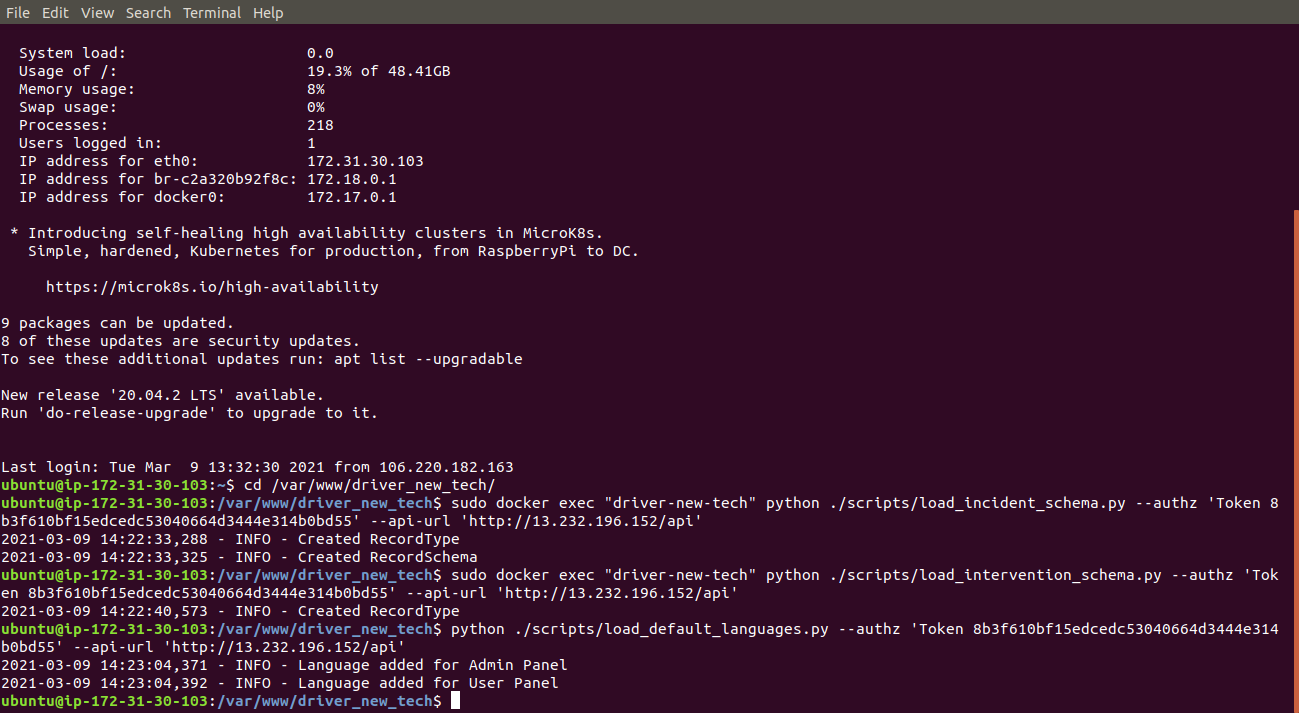 File Edit View Search Terminal Help
System load: 0.0
Usage of /: 19.3% of 48.41GB
Memory usage: 8%
Swap usage: 0%
Processes: 218
Users logged in: 1
IP address for eth0: 172.31.30.103
IP address for br-c2a320b92f8c: 172.18.0.1
IP address for docker0: 172.17.0.1
* Introducing self-healing high availability clusters in MicroK8s.
Simple, hardened, Kubernetes for production, from RaspberryPi to DC.
https://microk8s.io/high-availability
9 packages can be updated.
8 of these updates are security updates.
To see these additional updates run: apt list --upgradable
New release '20.04.2 LTS' available.
Run 'do-release-upgrade' to upgrade to it.
Last login: Tue Mar  9 13:32:30 2021 from 106.220.182.163
ubuntu@ip-172-31-30-103:~$ cd /var/www/driver_new_tech/
ubuntu@ip-172-31-30-103:/var/www/driver_new_tech$ sudo docker exec "driver-new-tech" python ./scripts/load_incident_schema.py --authz 'Token 8
b3f610bf15edcedc53040664d3444e314b0bd55' --api-url 'http://13.232.196.152/api'
2021-03-09 14:22:33,288 - INFO - Created RecordType
2021-03-09 14:22:33,325 - INFO - Created RecordSchema
ubuntu@ip-172-31-30-103:/var/www/driver_new_tech$ sudo docker exec "driver-new-tech" python ./scripts/load_intervention_schema.py --authz 'Tok
en 8b3f610bf15edcedc53040664d3444e314b0bd55' --api-url 'http://13.232.196.152/api'
2021-03-09 14:22:40,573 - INFO - Created RecordType
ubuntu@ip-172-31-30-103:/var/www/driver_new_tech$ python ./scripts/load_default_languages.py --authz 'Token 8b3f610bf15edcedc53040664d3444e314
b0bd55' --api-url 'http://13.232.196.152/api'
2021-03-09 14:23:04,371 - INFO - Language added for Admin Panel
2021-03-09 14:23:04,392 - INFO - Language added for User Panel
ubuntu@ip-172-31-30-103:/var/www/driver_new_tech$